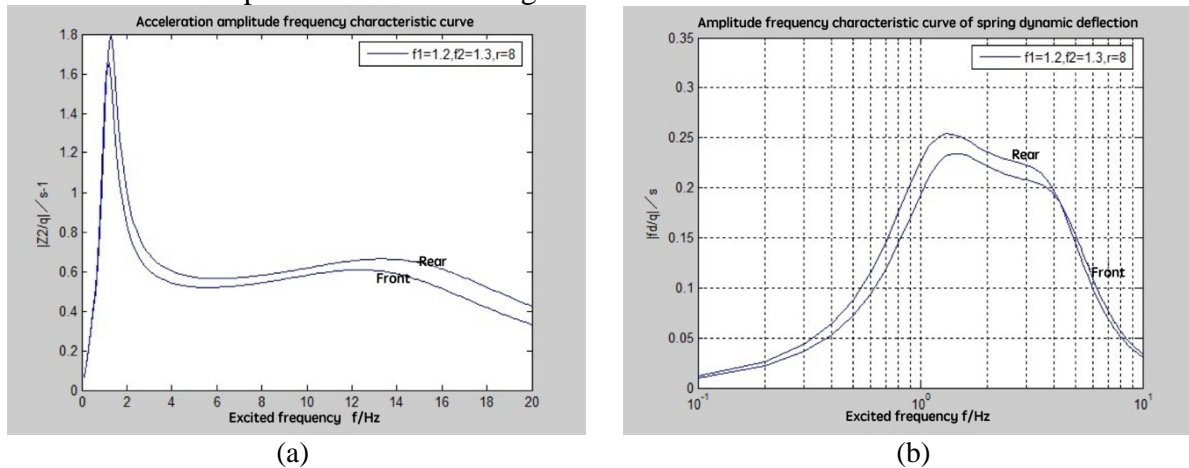 Acceleration amplitude frequency characteristic curve
|Z2/q|／s-1
1.8
1.6
1.4
1.2
1
0.8
0.6
0.4
0.2
0
f1=1.2,f2=1.3,r=8
Rear
Front
0 2 4 6 8 10 12 14 16 18 20
Excited frequency f/Hz
(a)
Amplitude frequency characteristic curve of spring dynamic deflection
|fd/q|／s
0.35
0.3
0.25
0.2
0.15
0.1
0.05
0
f1=1.2,f2=1.3,r=8
Rear
Front
10^-1 10^0 10^1
Excited frequency f/Hz
(b)